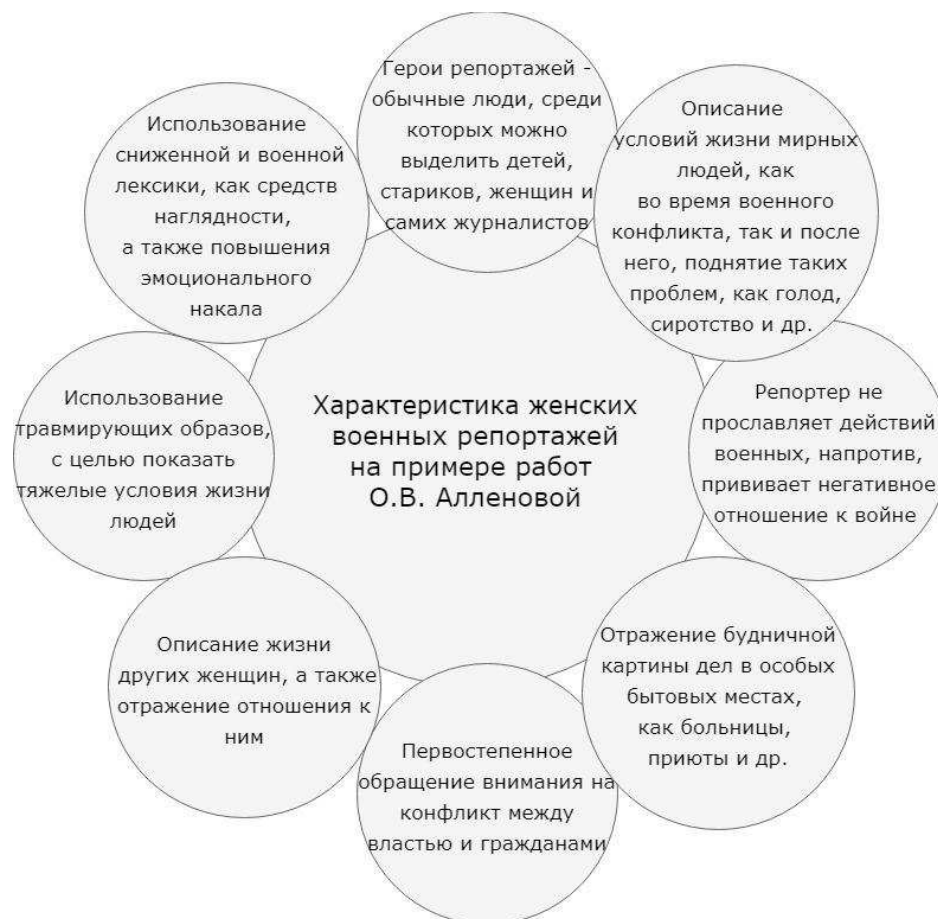 Герои репортажей -
обычные люди, среди
которых можно
выделить детей,
стариков, женщин и
самих журналистов
Описание
условий жизни мирных
людей, как
во время военного
конфликта, так и после
него, поднятие таких
проблем, как голод,
сиротство и др.
Репортер не
прославляет действий
военных, напротив,
прививает негативное
отношение к войне
Отражение будничной
картины дел в особых
бытовых местах,
как больницы,
приюты и др.
Первостепенное
обращение внимания на
конфликт между
властью и гражданами
Описание жизни
других женщин, а также
отражение отношения к
ним
Использование
травмирующих образов,
с целью показать
тяжелые условия жизни
людей
Использование
сниженной и военной
лексики, как средств
наглядности,
а также повышения
эмоционального
накала
Характеристика женских
военных репортажей
на примере работ
О.В. Алленовой